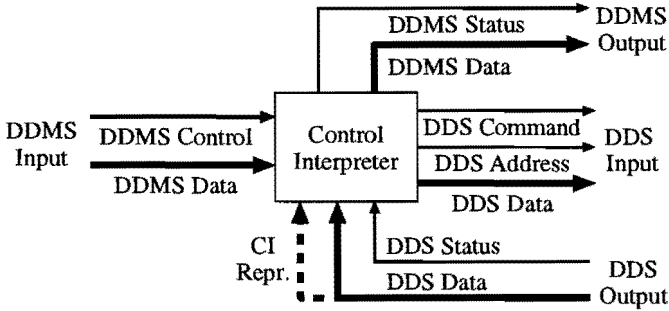 DDMS Status
DDMS Data
DDMS
Output
DDMS
Input
DDMS Control
DDMS Data
Control
Interpreter
DDS Command
DDS Address
DDS Data
DDS
Input
CI
Repr.
DDS Status
DDS Data
DDS
Output